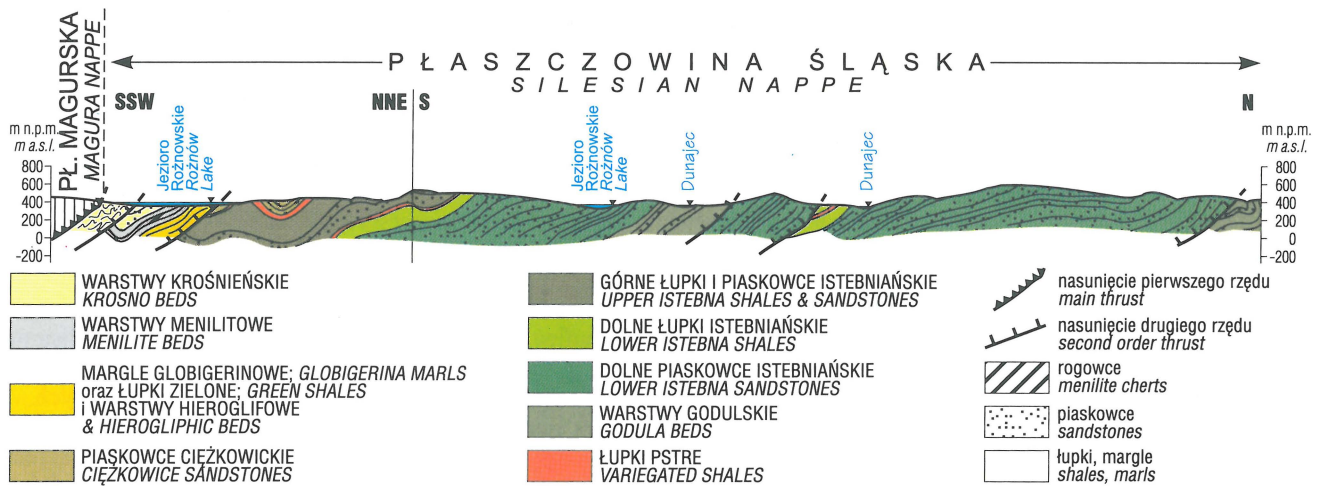 PŁ. MAGURSKA
MAGURA NAPPE
PŁASZCZOWINA ŚLĄSKA
SILESIAN NAPPE
SSW
NNE
S
N
m n.p.m.
m a.s.l.
800
600
400
200
0
-200
Jezioro
Rożnowskie
Rożnów
Lake
Jezioro
Rożnowskie
Rożnów
Lake
Dunajec
Dunajec
m n.p.m.
m a.s.l.
800
600
400
200
0
-200
WARSTWY KROŚNIEŃSKIE
KROSNO BEDS
WARSTWY MENILITOWE
MENILITE BEDS
MARGLE GLOBIGERINOWE; GLOBIGERINA MARLS
oraz ŁUPKI ZIELONE; GREEN SHALES
i WARSTWY HIEROGLIFOWE
& HIEROGLIPHIC BEDS
PIASKOWCE CIĘŻKOWICKIE
CIĘŻKOWICE SANDSTONES
GÓRNE ŁUPKI I PIASKOWCE ISTEBNIAŃSKIE
UPPER ISTEBNA SHALES & SANDSTONES
DOLNE ŁUPKI ISTEBNIAŃSKIE
LOWER ISTEBNA SHALES
DOLNE PIASKOWCE ISTEBNIAŃSKIE
LOWER ISTEBNA SANDSTONES
WARSTWY GODULSKIE
GODULA BEDS
ŁUPKI PSTRE
VARIEGATED SHALES
nasunięcie pierwszego rzędu
main thrust
nasunięcie drugiego rzędu
second order thrust
rogowce
menilite cherts
piaskowce
sandstones
łupki, margle
shales, marls